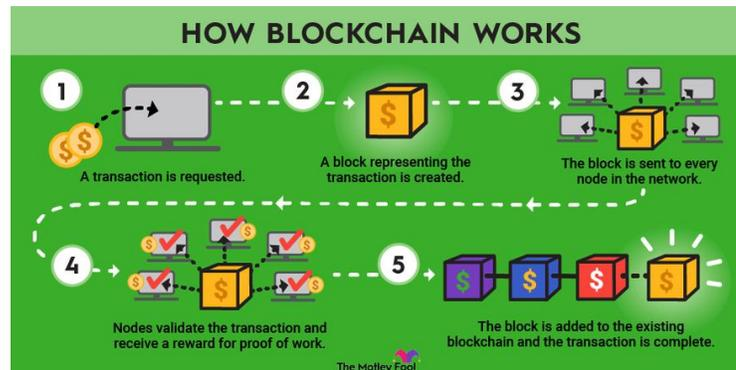 HOW BLOCKCHAIN WORKS
1
2
3
A transaction is requested.
A block representing the
transaction is created.
The block is sent to every
node in the network.
4
5
Nodes validate the transaction and
receive a reward for proof of work.
The block is added to the existing
blockchain and the transaction is complete.
The Motley Fool